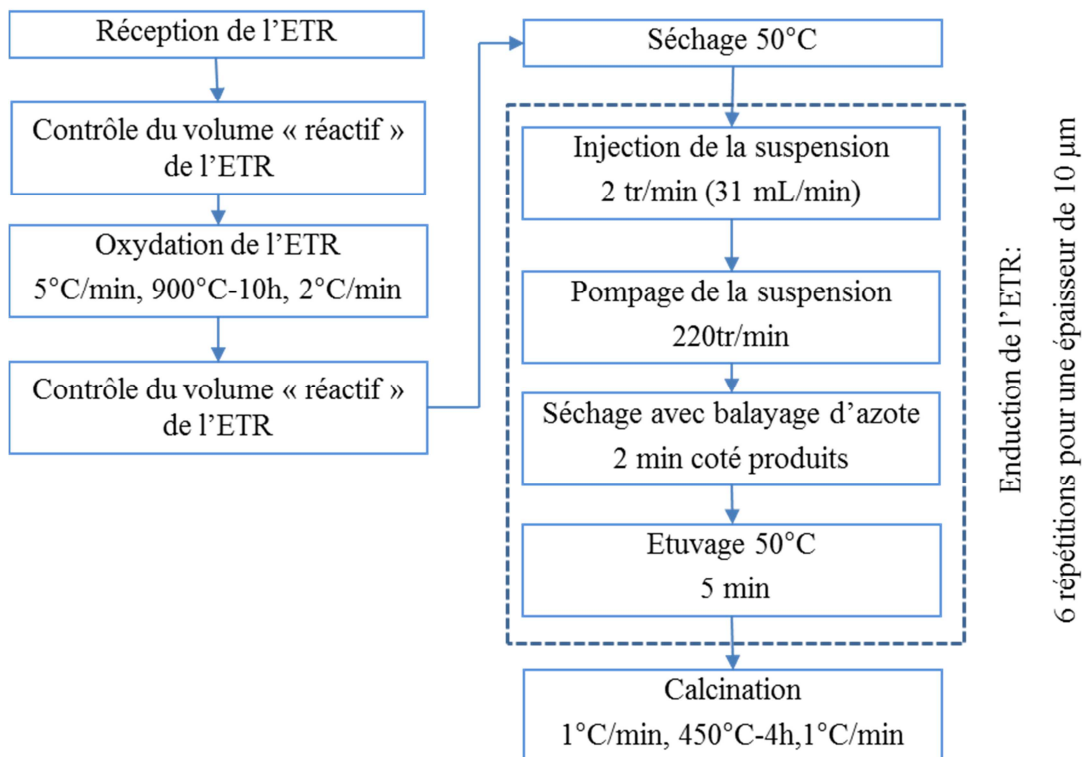 Réception de l’ETR
Contrôle du volume « réactif »
de l’ETR
Oxydation de l’ETR
5°C/min, 900°C-10h, 2°C/min
Contrôle du volume « réactif »
de l’ETR
Séchage 50°C
Injection de la suspension
2 tr/min (31 mL/min)
Pompage de la suspension
220tr/min
Séchage avec balayage d’azote
2 min coté produits
Etuvage 50°C
5 min
Calcination
1°C/min, 450°C-4h,1°C/min
Enduction de l’ETR:
6 répétitions pour une épaisseur de 10 µm